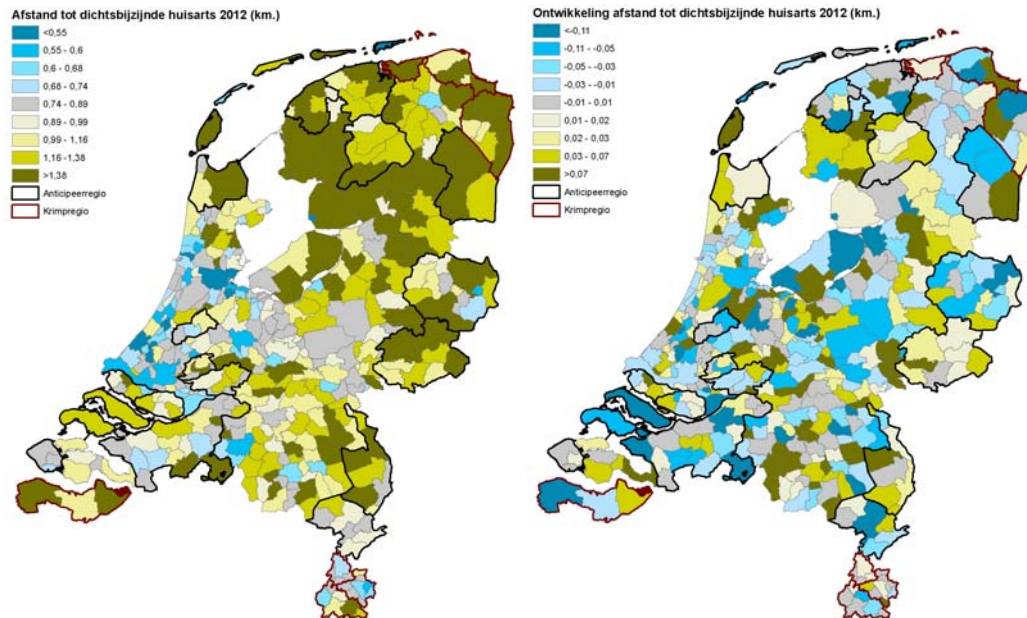 Afstand tot dichtsbijzijnde huisarts 2012 (km.)
<0,55
0,55 - 0,6
0,6 - 0,68
0,68 - 0,74
0,74 - 0,89
0,89 - 0,99
0,99 - 1,16
1,16 -1,38
>1,38
Anticipeerregio
Krimpregio
Ontwikkeling afstand tot dichtsbijzijnde huisarts 2012 (km.)
<-0,11
-0,11 - -0,05
-0,05 - -0,03
-0,03 - -0,01
-0,01 - 0,01
0,01 - 0,02
0,02 - 0,03
0,03 - 0,07
>0,07
Anticipeerregio
Krimpregio